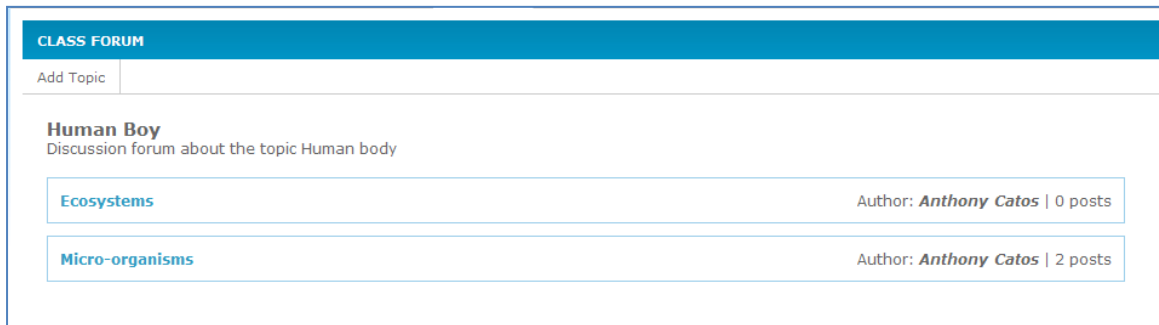 CLASS FORUM
Add Topic
Human Boy
Discussion forum about the topic Human body
Ecosystems Author: Anthony Catos | 0 posts
Micro-organisms Author: Anthony Catos | 2 posts